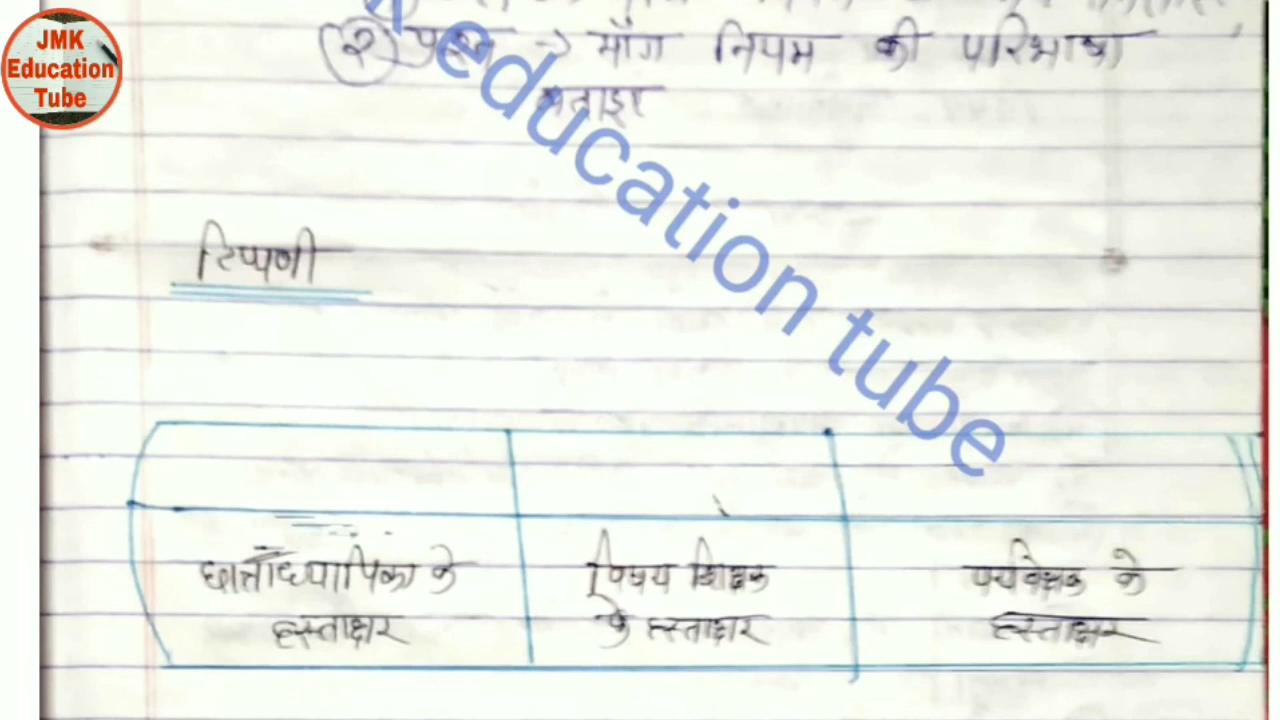 JMK
Education
Tube
(२) प्रश्न → माँग नियम की परिभाषा
बताइए
education tube
टिप्पणी
छात्राध्यापिका के
हस्ताक्षर
विषय शिक्षक
के हस्ताक्षर
पर्यवेक्षक के
हस्ताक्षर